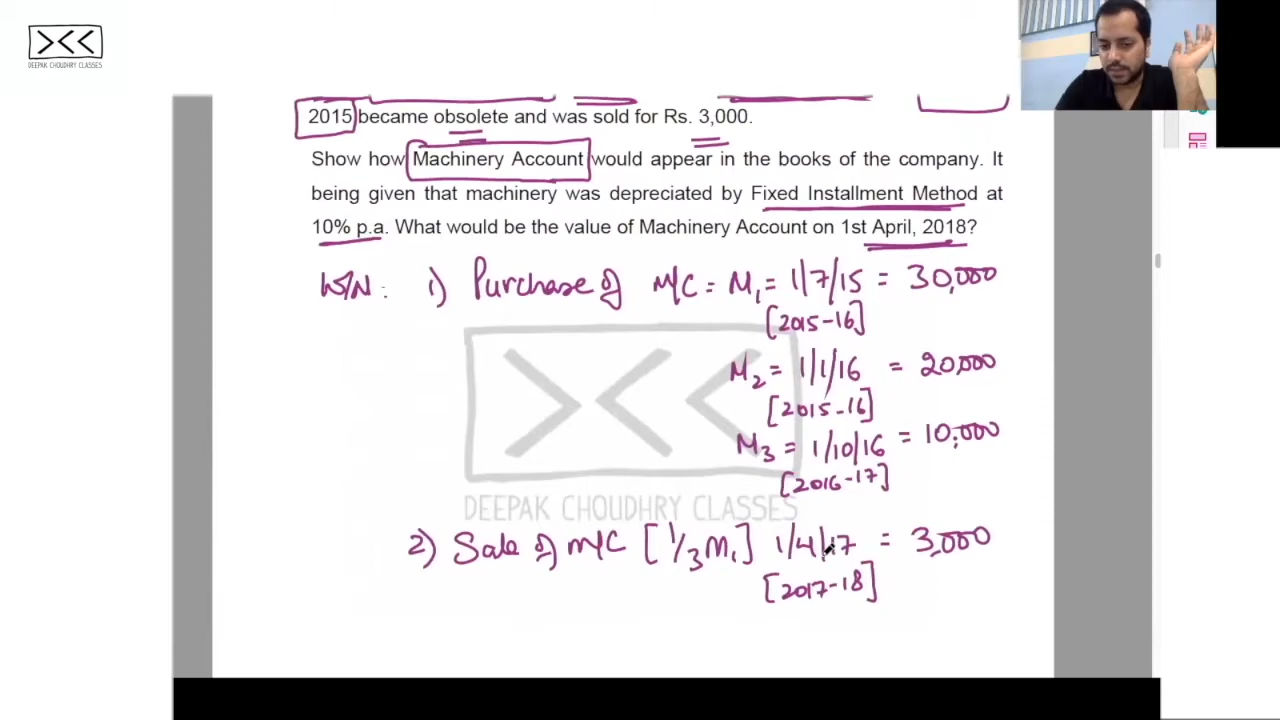 DEEPAK CHOUDHRY CLASSES
2015 became obsolete and was sold for Rs. 3,000.
Show how Machinery Account would appear in the books of the company. It
being given that machinery was depreciated by Fixed Installment Method at
10% p.a. What would be the value of Machinery Account on 1st April, 2018?
W/N : 1) Purchase of M/C = M₁ = 1/7/15 = 30,000
[2015-16]
M₂ = 1/1/16 = 20,000
[2015-16]
M₃ = 1/10/16 = 10,000
[2016-17]
DEEPAK CHOUDHRY CLASSES
2) Sale of M/C [1/3 M₁] 1/4/17 = 3,000
[2017-18]